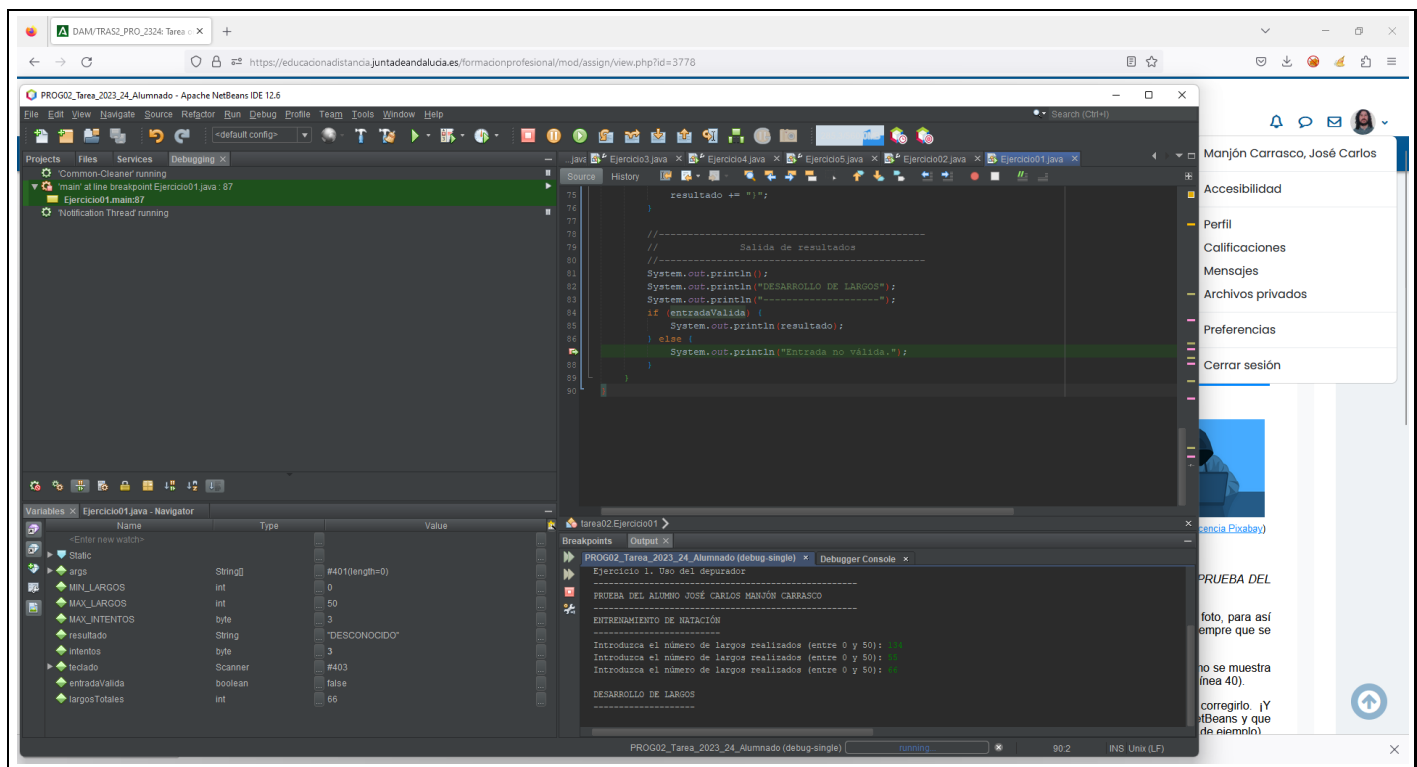 DAM/TRAS2_PRO_2324: Tarea
https://educacionadistancia.juntadeandalucia.es/formacionprofesional/mod/assign/view.php?id=3778
PROG02_Tarea_2023_24_Alumnado - Apache NetBeans IDE 12.6
File Edit View Navigate Source Refactor Run Debug Profile Team Tools Window Help
Search (Ctrl+I)
<default config>
Projects Files Services Debugging
...java Ejercicio3.java Ejercicio4.java Ejercicio5.java Ejercicio02.java Ejercicio01.java
Source History
'Common-Cleaner' running
'main' at line breakpoint Ejercicio01.java : 87
Ejercicio01.main:87
'Notification Thread' running
75 resultado += "}";
76 }
77
78 //----------------------------------------------
79 // Salida de resultados
80 //----------------------------------------------
81 System.out.println();
82 System.out.println("DESARROLLO DE LARGOS");
83 System.out.println("--------------------");
84 if (entradaValida) {
85 System.out.println(resultado);
86 } else {
System.out.println("Entrada no válida.");
88 }
89 }
90 }
Variables Ejercicio01.java - Navigator
Name Type Value
<Enter new watch>
Static
args String[] #401(length=0)
MIN_LARGOS int 0
MAX_LARGOS int 50
MAX_INTENTOS byte 3
resultado String "DESCONOCIDO"
intentos byte 3
teclado Scanner #403
entradaValida boolean false
largosTotales int 66
tarea02.Ejercicio01
Breakpoints Output
PROG02_Tarea_2023_24_Alumnado (debug-single) Debugger Console
Ejercicio 1. Uso del depurador
---------------------------------------------
PRUEBA DEL ALUMNO JOSÉ CARLOS MANJÓN CARRASCO
---------------------------------------------
ENTRENAMIENTO DE NATACIÓN
------------------------
Introduzca el número de largos realizados (entre 0 y 50):
Introduzca el número de largos realizados (entre 0 y 50): 55
Introduzca el número de largos realizados (entre 0 y 50): 66
DESARROLLO DE LARGOS
--------------------
PROG02_Tarea_2023_24_Alumnado (debug-single) running... 90:2 INS Unix (LF)
Manjón Carrasco, José Carlos
Accesibilidad
Perfil
Calificaciones
Mensajes
Archivos privados
Preferencias
Cerrar sesión
cencia Pixabay)
PRUEBA DEL
foto, para así
empre que se
no se muestra
ínea 40).
corregirlo. ¡Y
etBeans y que
de ejemplo)